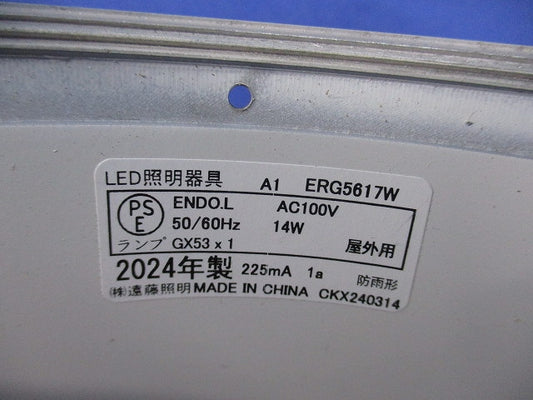 LED照明器具 A1 ERG5617W
PSE ENDO.L AC100V
50/60Hz 14W
ランプ GX53 x 1 屋外用
2024年製 225mA 1a 防雨形
㈱遠藤照明 MADE IN CHINA CKX240314